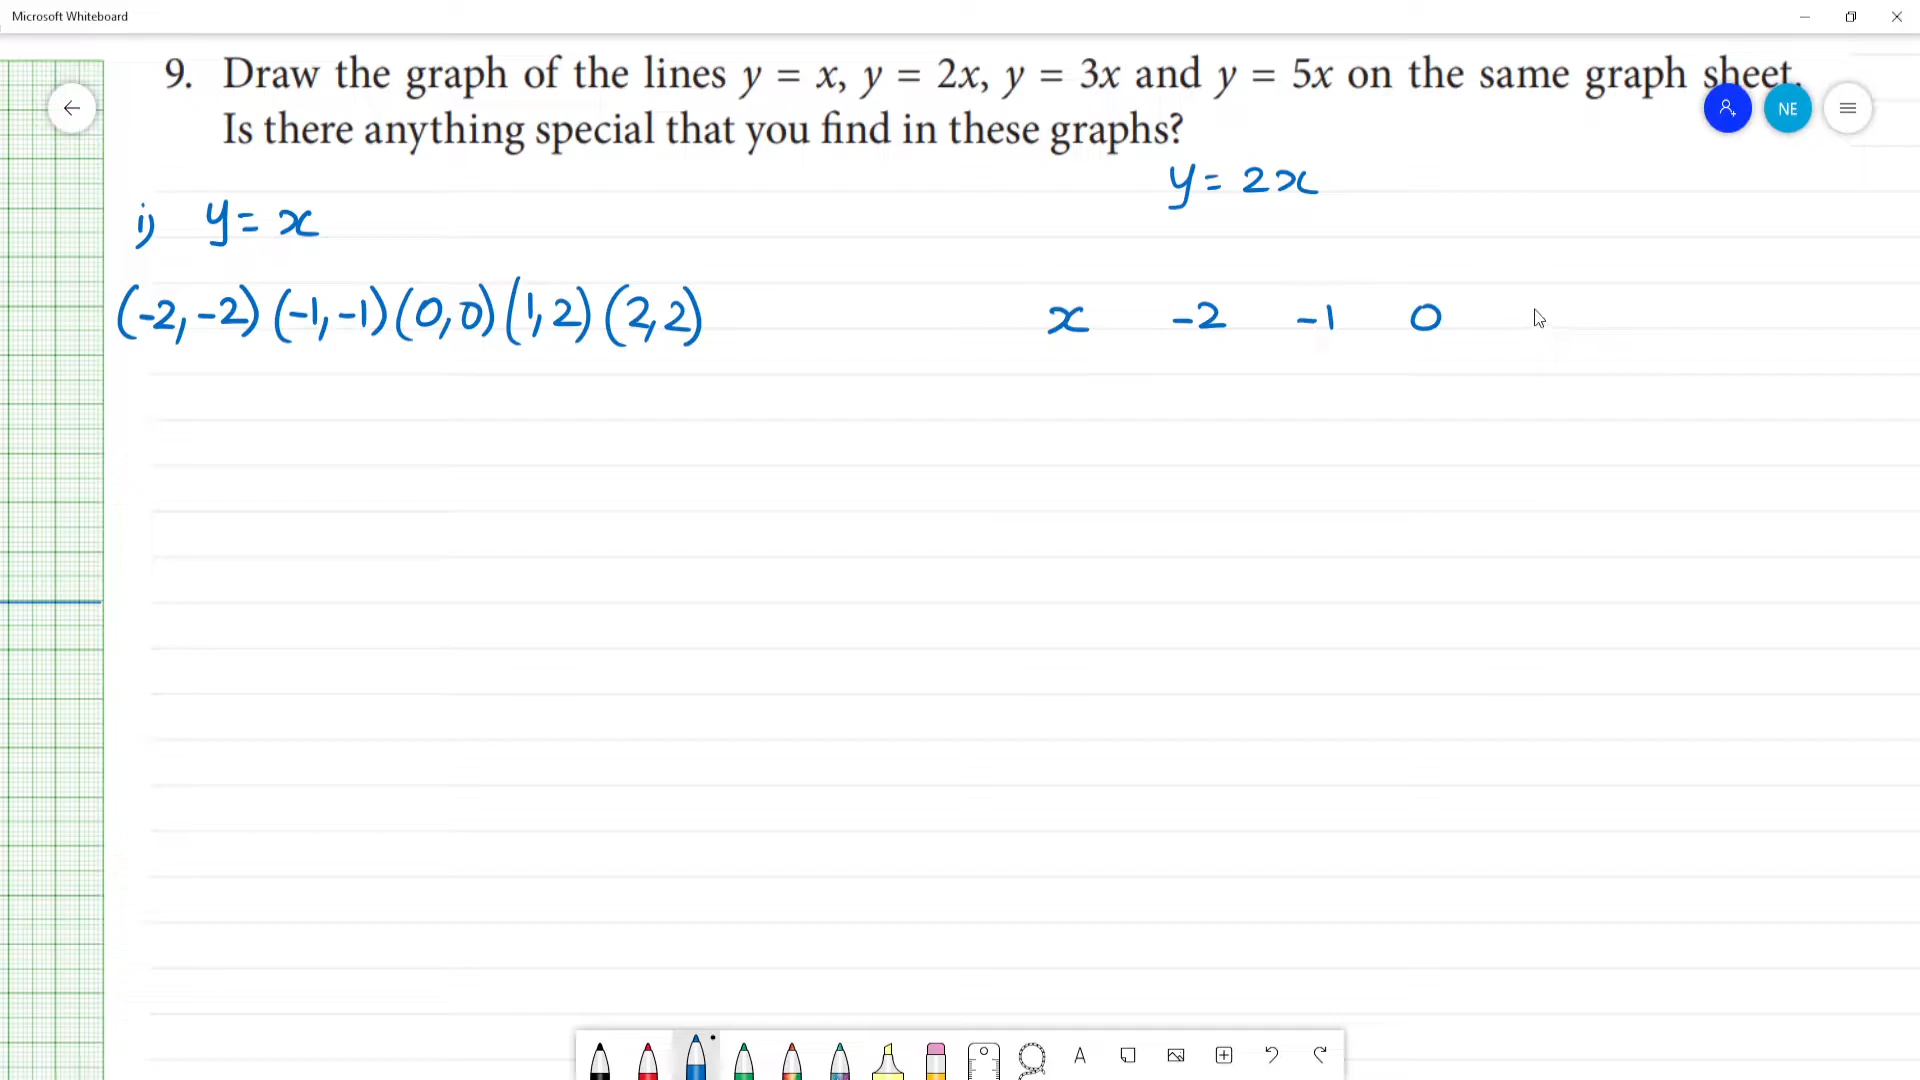 Microsoft Whiteboard
9. Draw the graph of the lines y = x, y = 2x, y = 3x and y = 5x on the same graph sheet.
Is there anything special that you find in these graphs?
NE
y = 2x
i) y = x
(-2, -2) (-1, -1) (0, 0) (1, 2) (2, 2)
x -2 -1 0
A